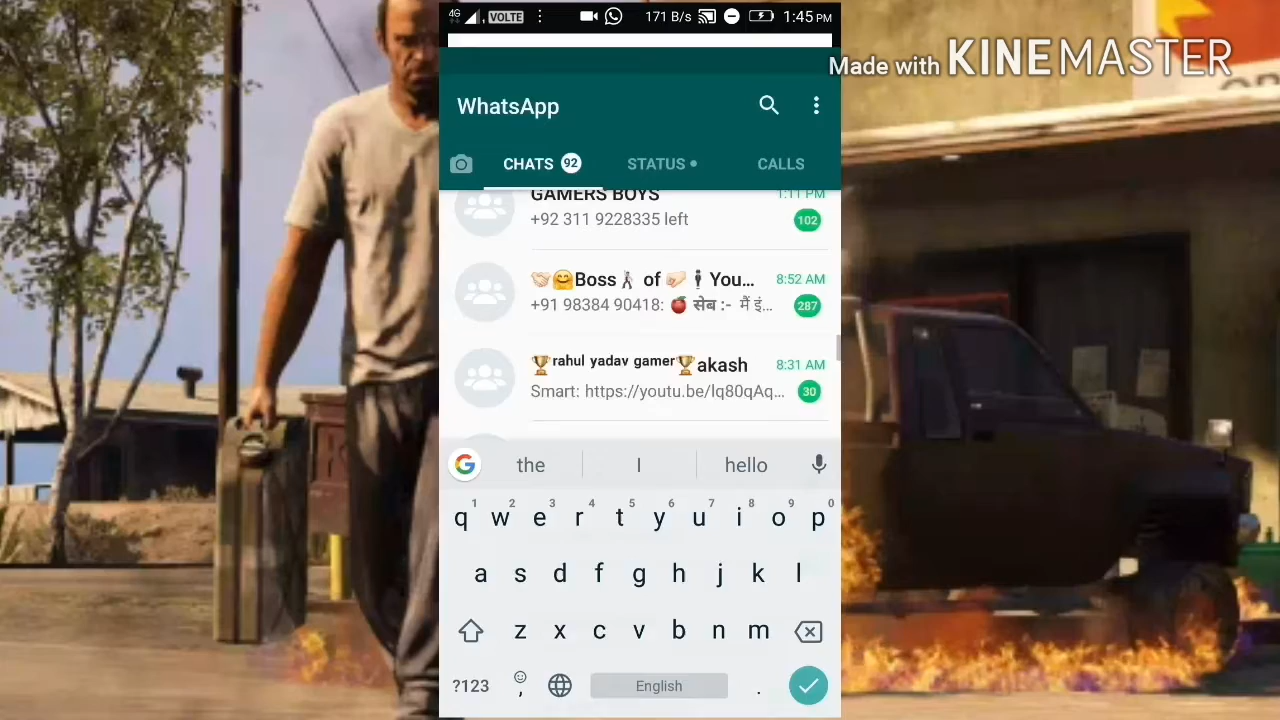 4G VOLTE 171 B/s 1:45 PM
Made with KINEMASTER
WhatsApp
CHATS 92 STATUS CALLS
GAMERS BOYS 1:11 PM
+92 311 9228335 left 102
🤝🏻🤗Boss🚶🏻 of 🤛🏻🕴You... 8:52 AM
+91 98384 90418: 🍎 सेब :- मैं इं... 287
🏆rahul yadav gamer🏆akash 8:31 AM
Smart: https://youtu.be/lq80qAq... 30
the I hello
1 2 3 4 5 6 7 8 9 0
q w e r t y u i o p
a s d f g h j k l
z x c v b n m
?123 , English .